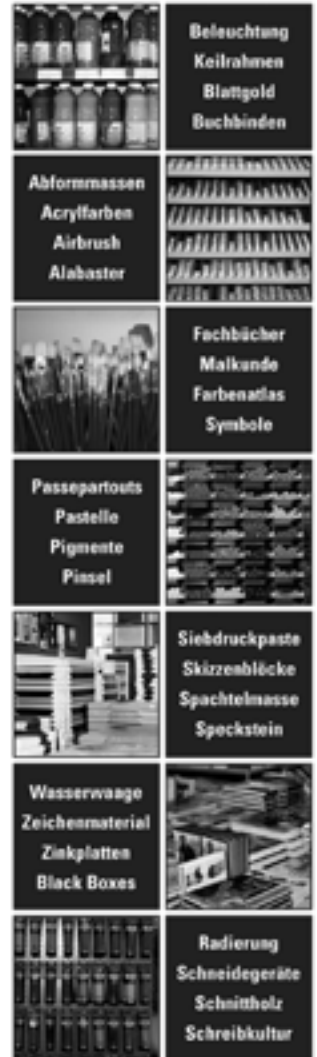 Beleuchtung
Keilrahmen
Blattgold
Buchbinden
Abformmassen
Acrylfarben
Airbrush
Alabaster
Fachbücher
Malkunde
Farbenatlas
Symbole
Passepartouts
Pastelle
Pigmente
Pinsel
Siebdruckpaste
Skizzenblöcke
Spachtelmasse
Speckstein
Wasserwaage
Zeichenmaterial
Zinkplatten
Black Boxes
Radierung
Schneidegeräte
Schnittholz
Schreibkultur